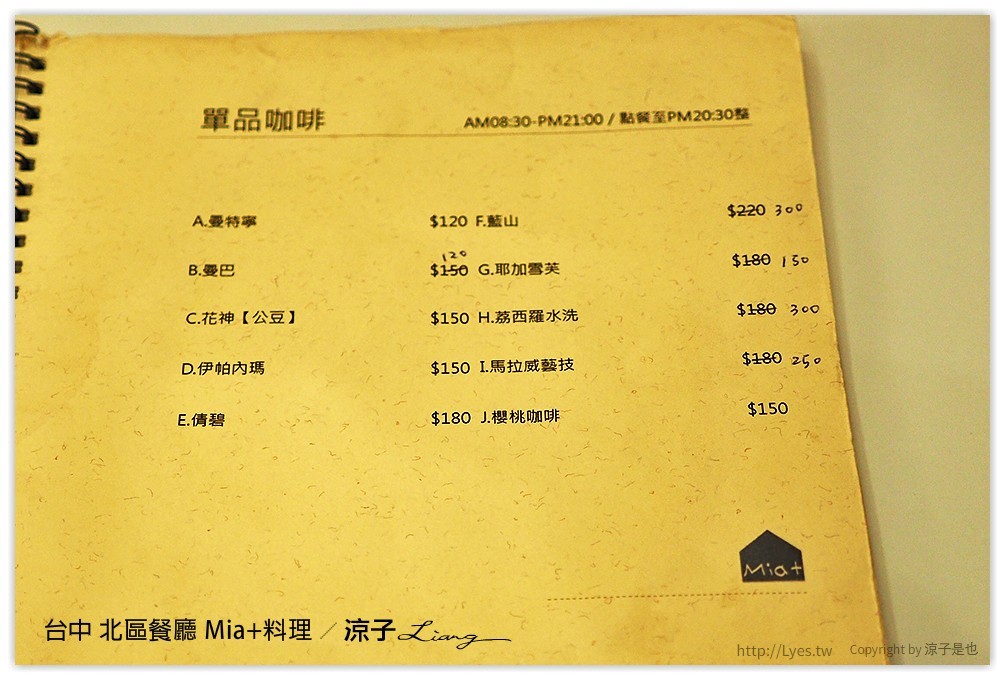 單品咖啡 AM08:30-PM21:00 / 點餐至PM20:30整
A.曼特寧 $120 F.藍山 $220 300
120
B.曼巴 $150 G.耶加雪芙 $180 150
C.花神【公豆】 $150 H.荔西羅水洗 $180 300
D.伊帕內瑪 $150 I.馬拉威藝技 $180 250
E.倩碧 $180 J.櫻桃咖啡 $150
Mia+
台中 北區餐廳 Mia+料理 / 涼子 Liang
http://Lyes.tw Copyright by 涼子是也